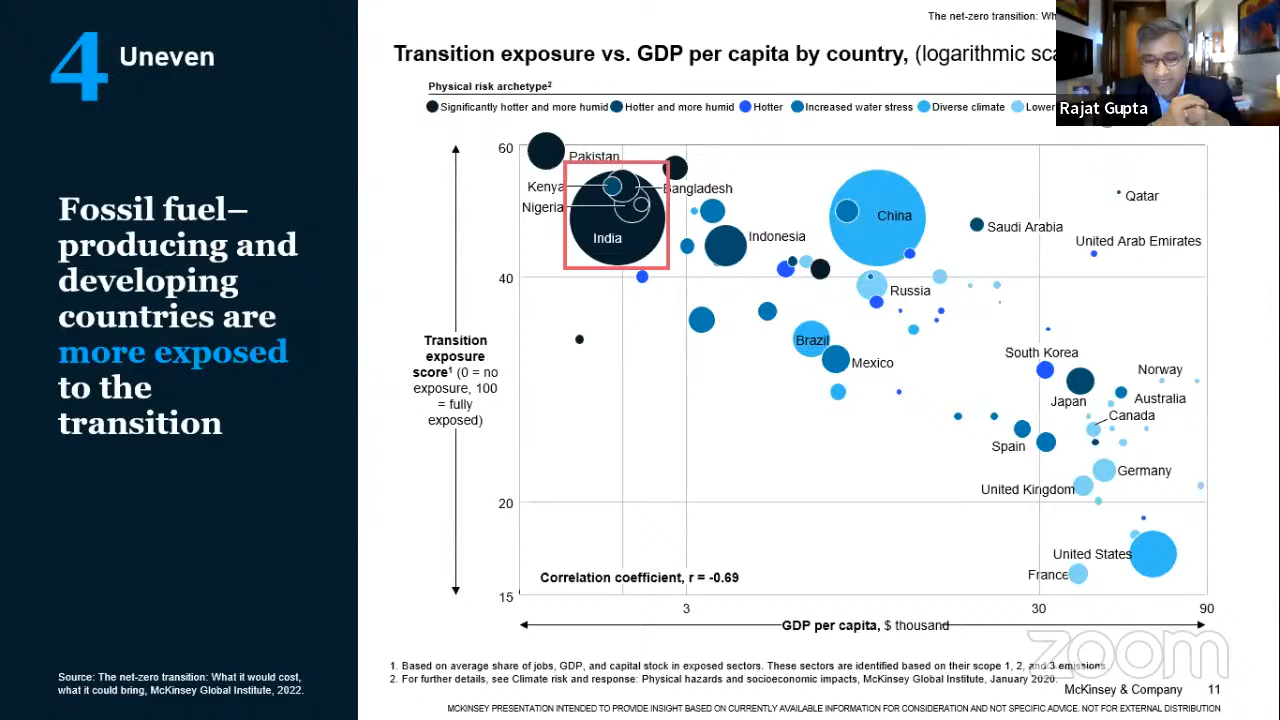 4 Uneven
Fossil fuel–
producing and
developing
countries are
more exposed
to the
transition
Source: The net-zero transition: What it would cost,
what it could bring, McKinsey Global Institute, 2022.
The net-zero transition:
Transition exposure vs. GDP per capita by country, (logarithmic
Physical risk archetype²
Significantly hotter and more humid
Hotter and more humid
Hotter
Increased water stress
Diverse climate
Lower
Rajat Gupta
60
40
20
15
Transition
exposure
score¹ (0 = no
exposure, 100
= fully
exposed)
Pakistan
Kenya
Bangladesh
Nigeria
India
Indonesia
China
Qatar
Saudi Arabia
United Arab Emirates
Russia
Brazil
Mexico
South Korea
Norway
Japan
Australia
Canada
Spain
Germany
United Kingdom
United States
France
Correlation coefficient, r = -0.69
3
30
90
GDP per capita, $ thousand
zoom
1. Based on average share of jobs, GDP, and capital stock in exposed sectors. These sectors are identified based on their scope 1, 2, and 3 emissions
2. For further details, see Climate risk and response: Physical hazards and socioeconomic impacts, McKinsey Global Institute, January 2020.
McKinsey & Company 11
MCKINSEY PRESENTATION INTENDED TO PROVIDE INSIGHT BASED ON CURRENTLY AVAILABLE INFORMATION FOR CONSIDERATION AND NOT SPECIFIC ADVICE. NOT FOR EXTERNAL DISTRIBUTION